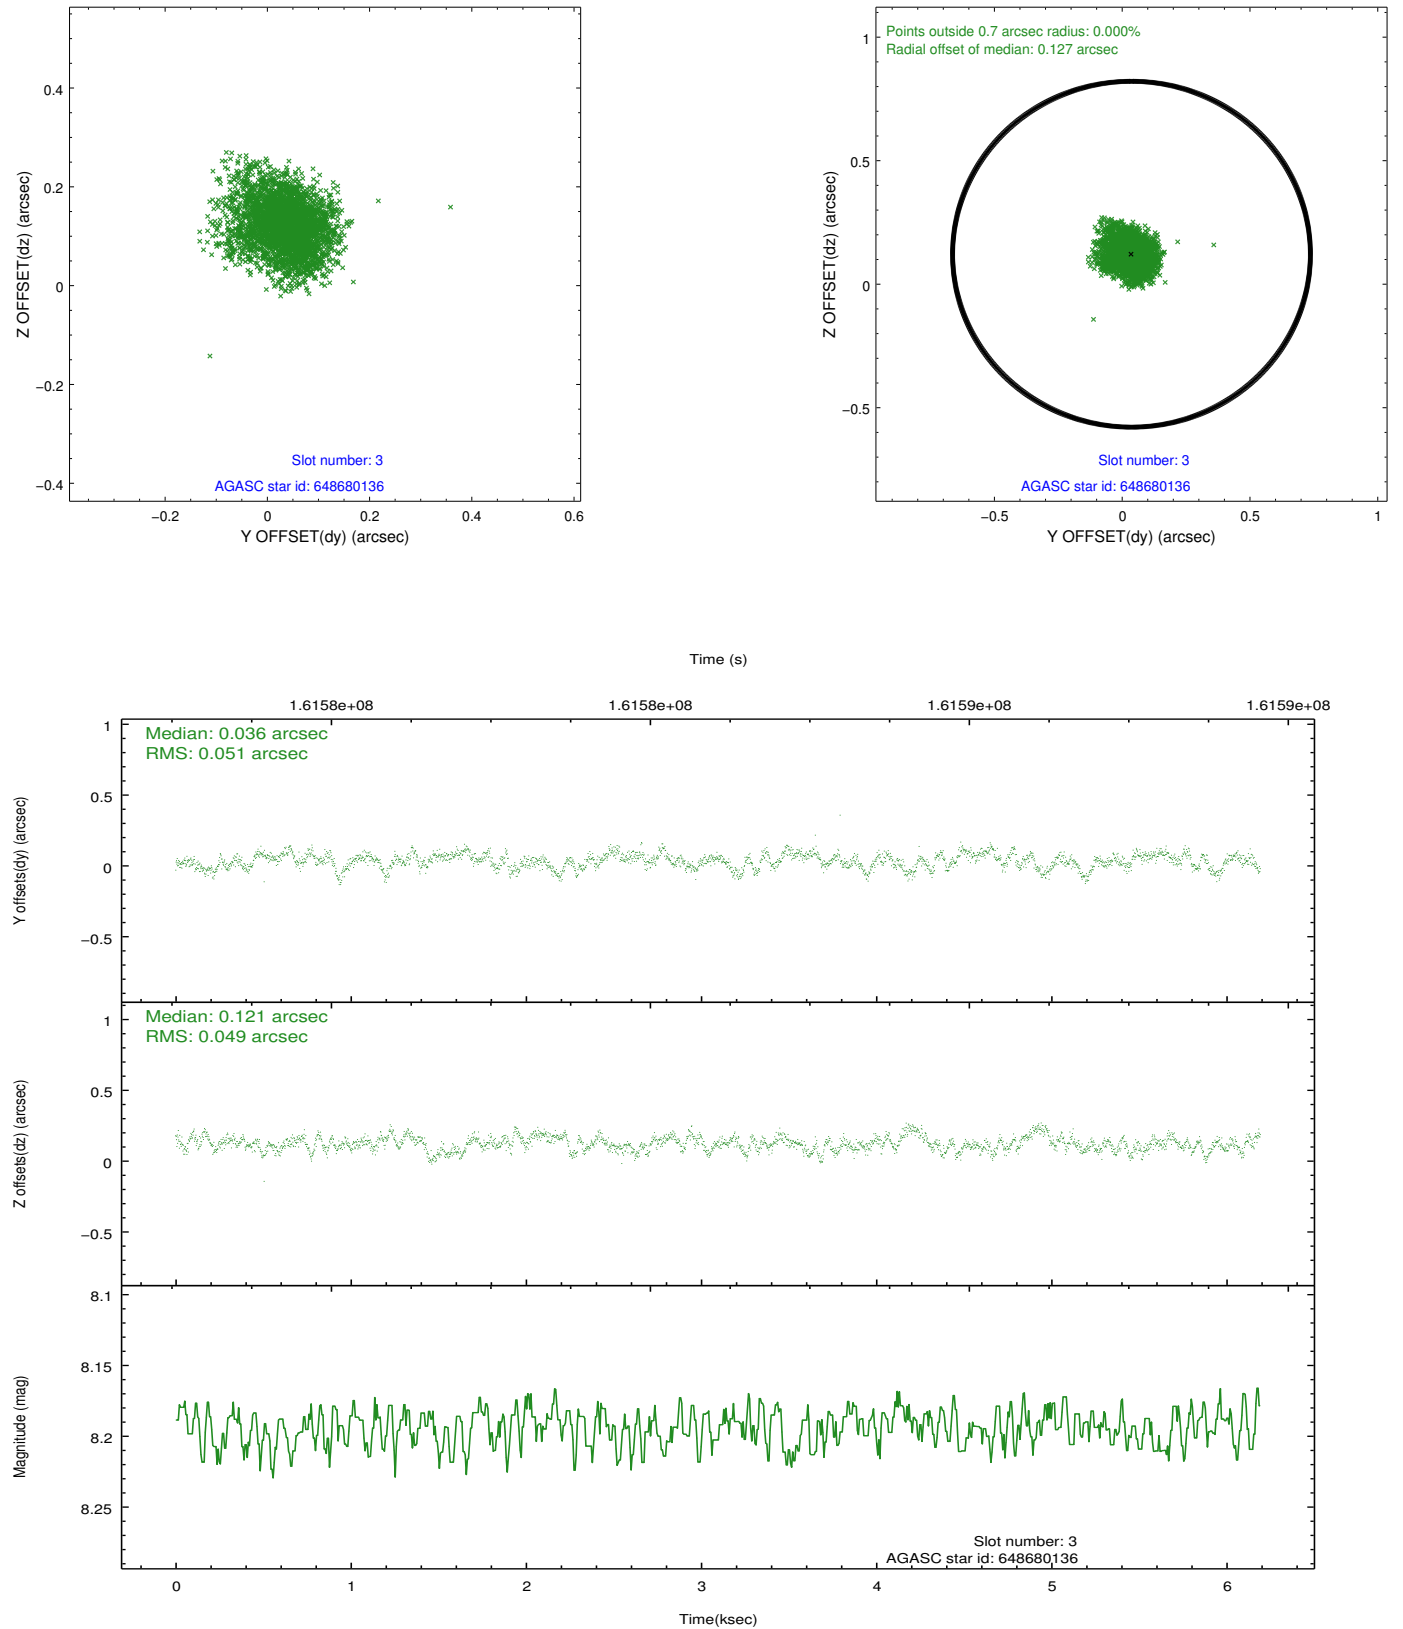 0.4
0.2
0
−0.2
−0.4
Z OFFSET(dz) (arcsec)
Slot number: 3
AGASC star id: 648680136
−0.2 0 0.2 0.4 0.6
Y OFFSET(dy) (arcsec)
Points outside 0.7 arcsec radius: 0.000%
Radial offset of median: 0.127 arcsec
1
0.5
0
−0.5
Z OFFSET(dz) (arcsec)
Slot number: 3
AGASC star id: 648680136
−0.5 0 0.5 1
Y OFFSET(dy) (arcsec)
Time (s)
1.6158e+08 1.6158e+08 1.6159e+08 1.6159e+08
Median: 0.036 arcsec
RMS: 0.051 arcsec
1
0.5
0
−0.5
Y offsets(dy) (arcsec)
Median: 0.121 arcsec
RMS: 0.049 arcsec
1
0.5
0
−0.5
Z offsets(dz) (arcsec)
8.1
8.15
8.2
8.25
Magnitude (mag)
Slot number: 3
AGASC star id: 648680136
0 1 2 3 4 5 6
Time(ksec)